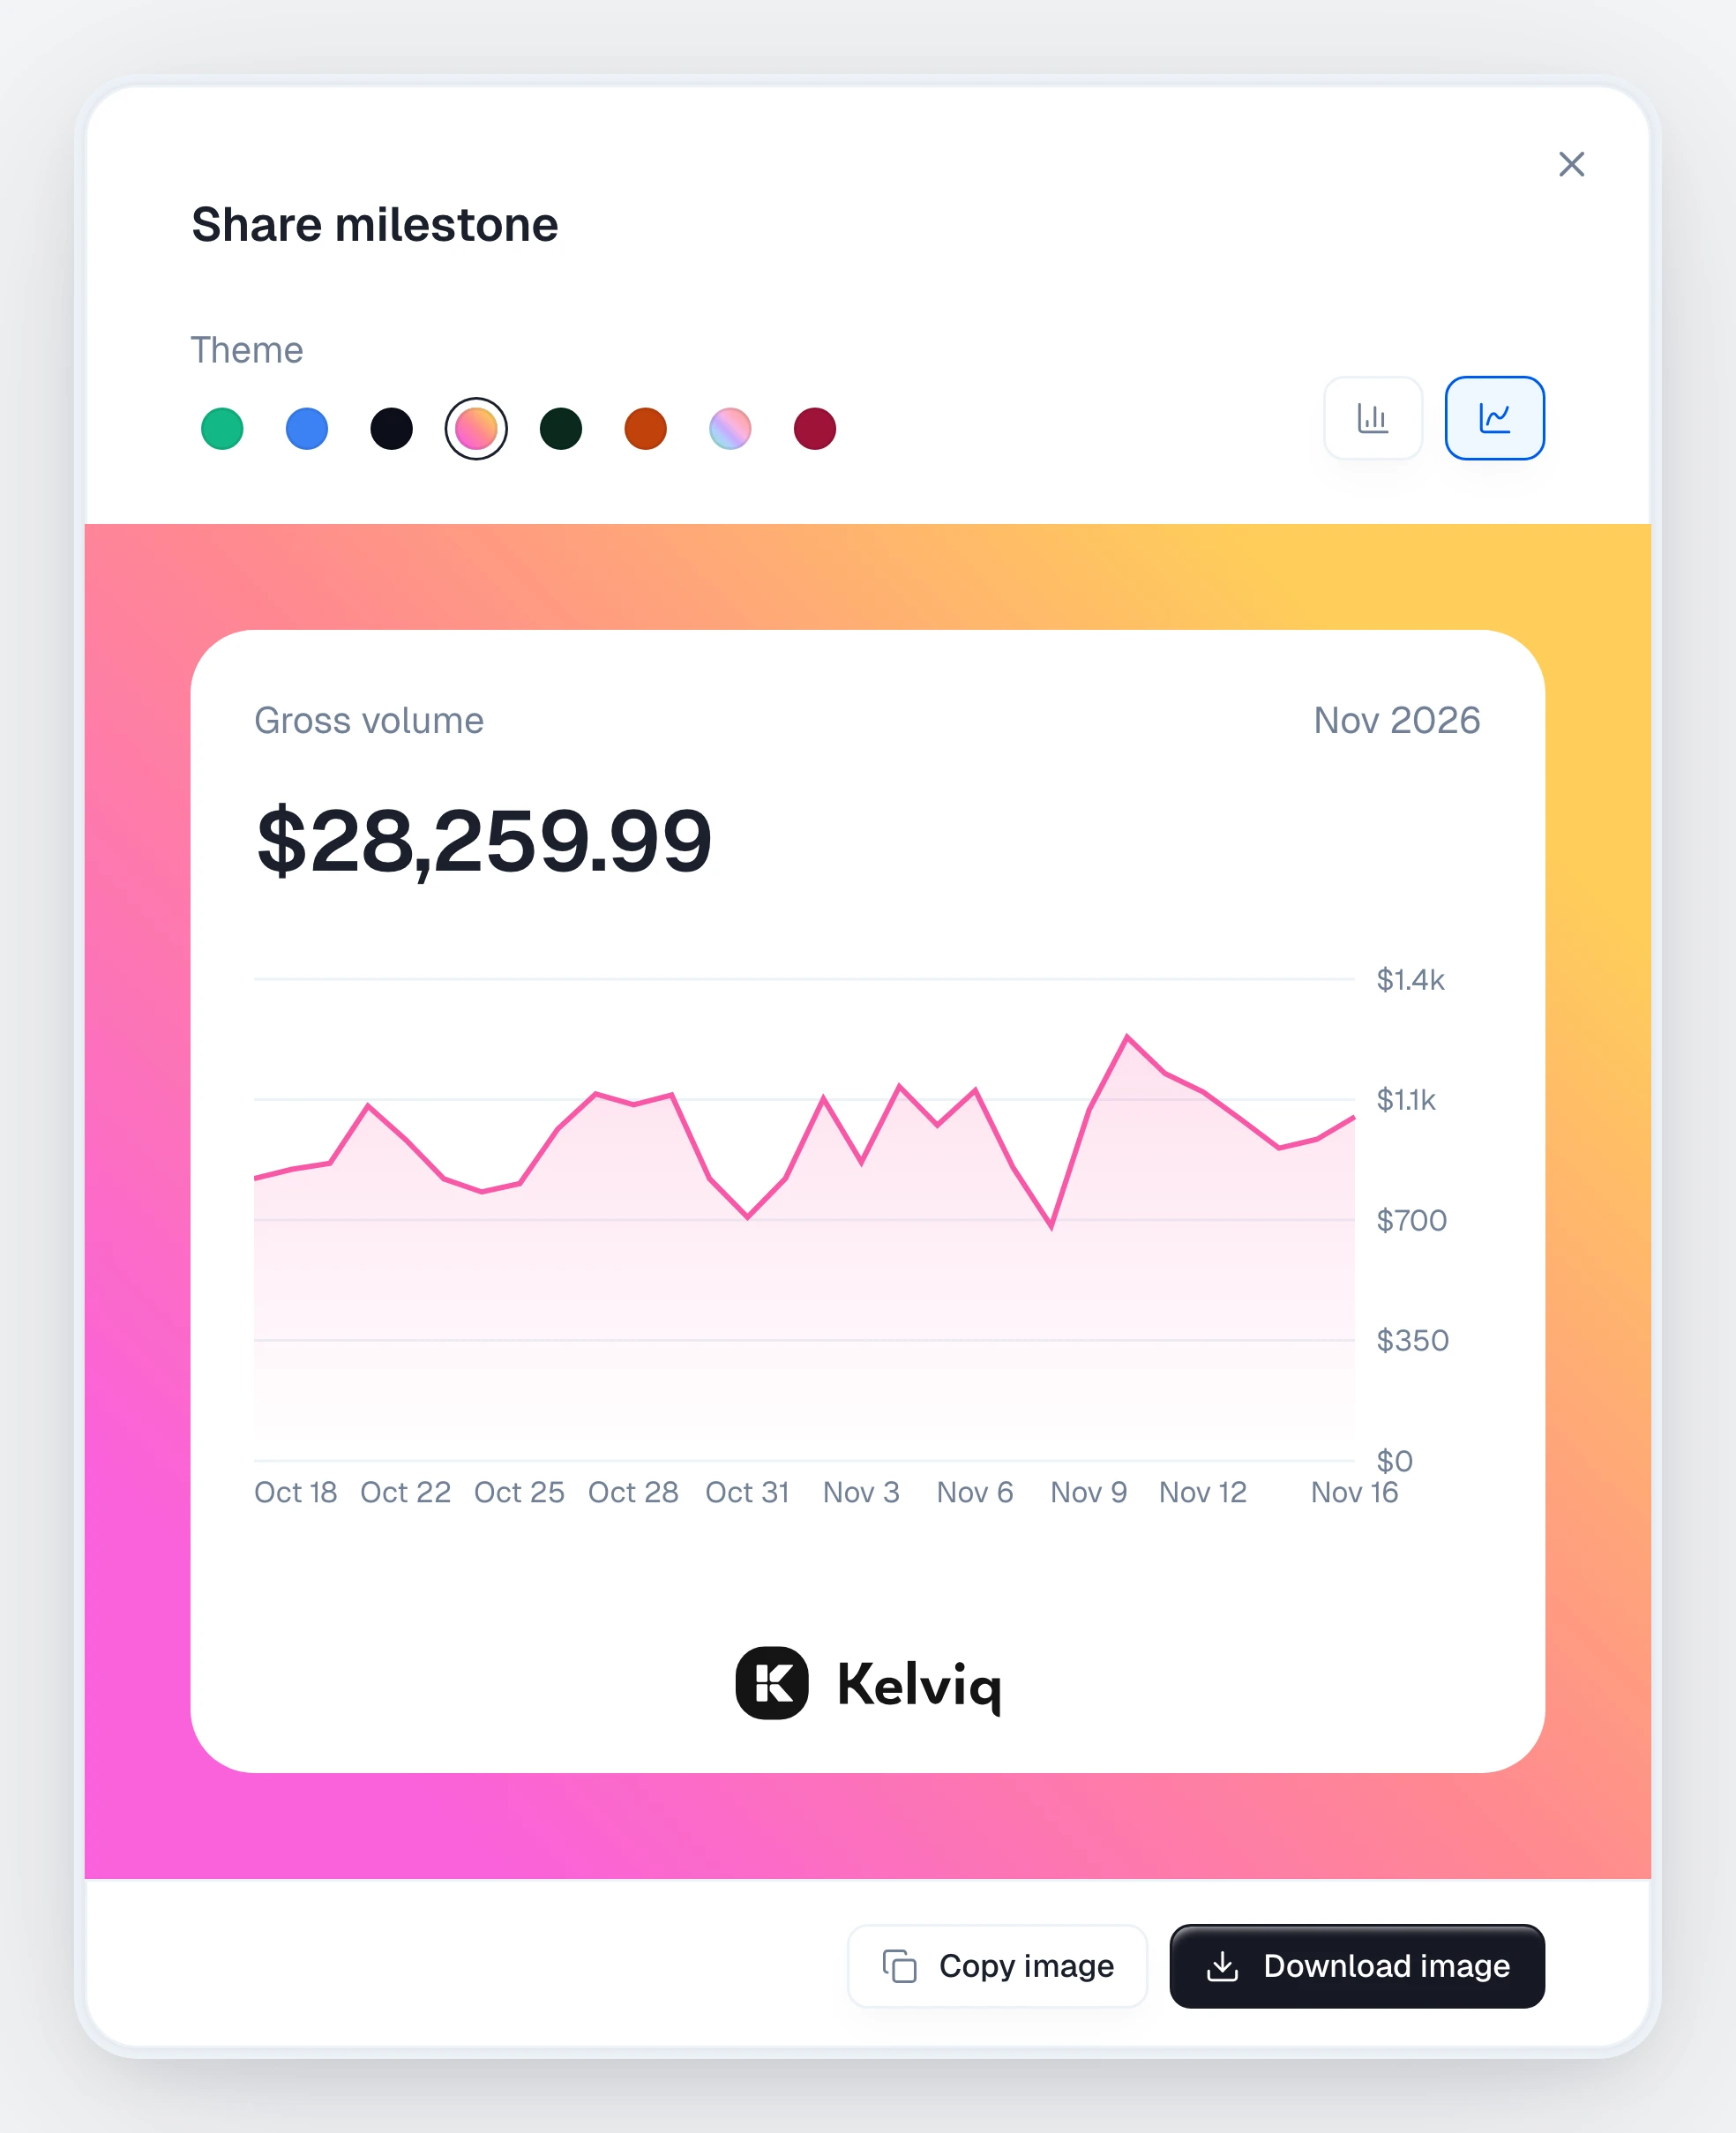 Share milestone
Theme
Gross volume Nov 2026
$28,259.99
$1.4k
$1.1k
$700
$350
$0
Oct 18 Oct 22 Oct 25 Oct 28 Oct 31 Nov 3 Nov 6 Nov 9 Nov 12 Nov 16
Kelviq
Copy image Download image